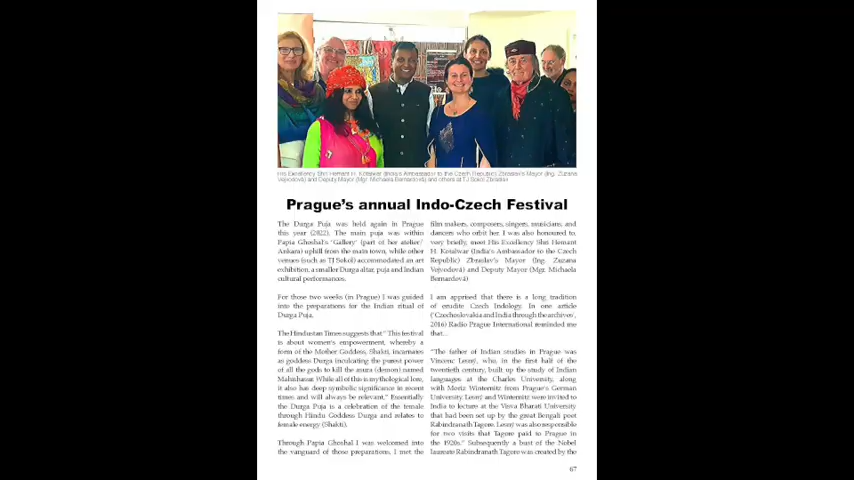 His Excellency Shri Hemant H. Kotalwar (India's Ambassador to the Czech Republic) Zbraslav's Mayor (Ing. Zuzana
Vejvodová) and Deputy Mayor (Mgr. Michaela Bernardová) and others at TJ Sokol Zbraslav
Prague's annual Indo-Czech Festival
The Durga Puja was held again in Prague
this year (2022). The main puja was within
Papia Ghoshal's 'Gallery' (part of her atelier/
Ankara) uphill from the main town, while other
venues (such as TJ Sokol) accommodated an art
exhibition, a smaller Durga altar, puja and Indian
cultural performances.
For those two weeks (in Prague) I was guided
into the preparations for the Indian ritual of
Durga Puja.
The Hindustan Times suggests that " This festival
is about women's empowerment, whereby a
form of the Mother Goddess, Shakti, incarnates
as goddess Durga inculcating the purest power
of all the gods to kill the asura (demon) named
Mahishasur. While all of this is mythological lore,
it also has deep symbolic significance in recent
times and will always be relevant." Essentially
the Durga Puja is a celebration of the female
through Hindu Goddess Durga and relates to
female energy (Shakti).
Through Papia Ghoshal I was welcomed into
the vanguard of those preparations. I met the
film makers, composers, singers, musicians, and
dancers who orbit her. I was also honoured to,
very briefly, meet His Excellency Shri Hemant
H. Kotalwar (India's Ambassador to the Czech
Republic) Zbraslav's Mayor (Ing. Zuzana
Vejvodová) and Deputy Mayor (Mgr. Michaela
Bernardová)
I am apprised that there is a long tradition
of erudite Czech Indology. In one article
('Czechoslovakia and India through the archives',
2016) Radio Prague International reminded me
that...
"The father of Indian studies in Prague was
Vincenc Lesný, who, in the first half of the
twentieth century, built up the study of Indian
languages at the Charles University, along
with Moriz Winternitz from Prague's German
University. Lesný and Winternitz were invited to
India to lecture at the Visva Bharati University
that had been set up by the great Bengali poet
Rabindranath Tagore. Lesný was also responsible
for two visits that Tagore paid to Prague in
the 1920s." Subsequently a bust of the Nobel
laureate Rabindranath Tagore was created by the
67